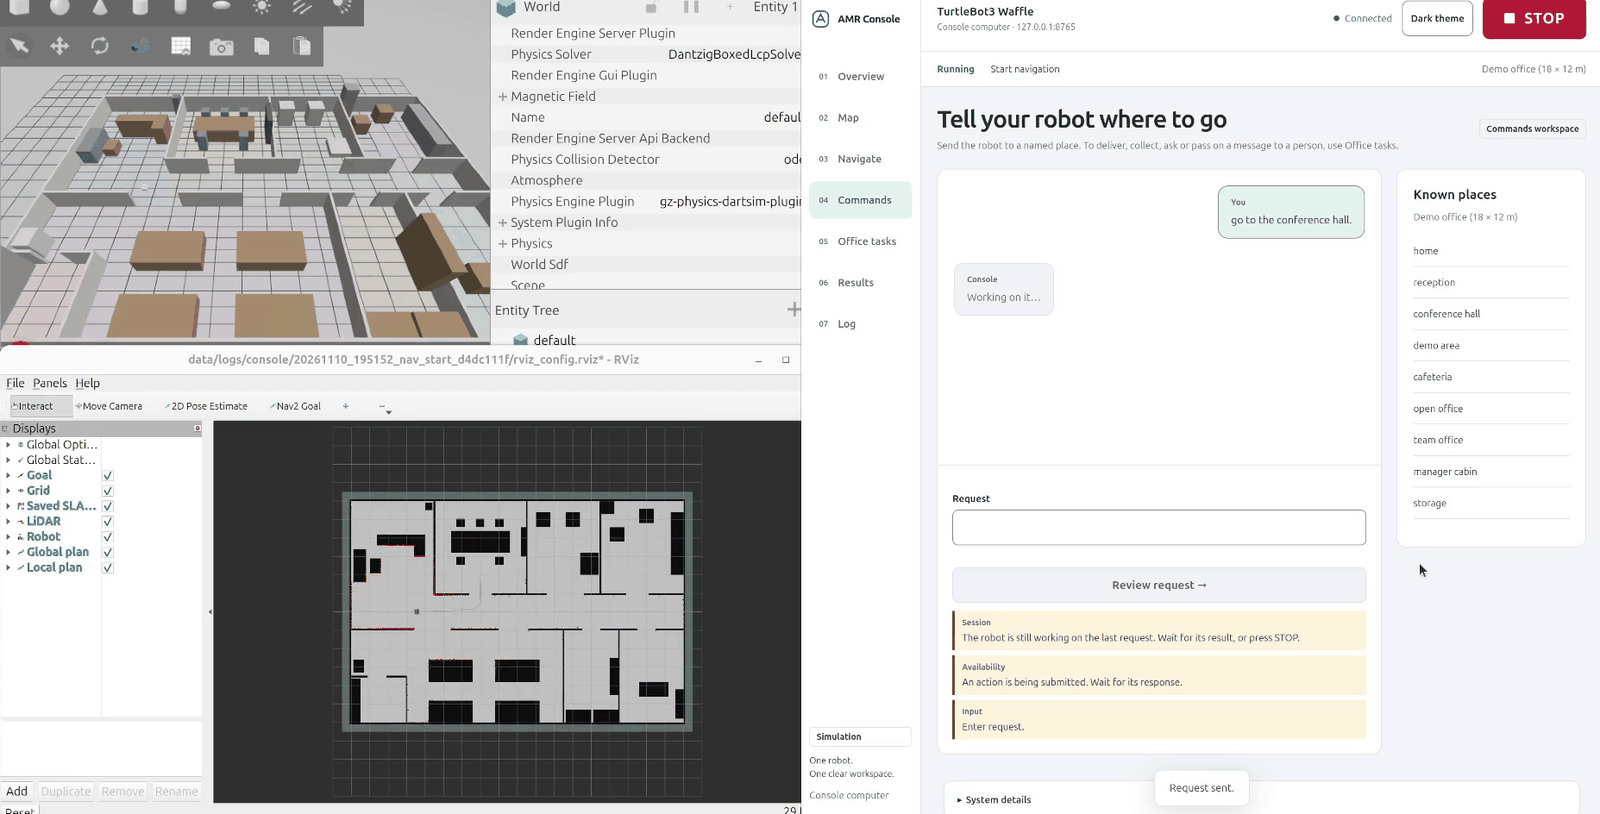 World
Entity 1
Render Engine Server Plugin
Physics Solver
DantzigBoxedLcpSolve
Render Engine Gui Plugin
Magnetic Field
Name
defaul
Render Engine Server Api Backend
Physics Collision Detector
ode
Atmosphere
Physics Engine Plugin
gz-physics-dartsim-plugin
System Plugin Info
Physics
World Sdf
Scene
Entity Tree
default
data/logs/console/20261110_195152_nav_start_d4dc111f/rviz_config.rviz* - RViz
File Panels Help
Interact
Move Camera
2D Pose Estimate
Nav2 Goal
Displays
Global Opti...
Global Stat...
Goal
Grid
Saved SLA...
LiDAR
Robot
Global plan
Local plan
Add
Duplicate
Remove
Rename
Reset
29
AMR Console
01 Overview
02 Map
03 Navigate
04 Commands
05 Office tasks
06 Results
07 Log
Simulation
One robot.
One clear workspace.
Console computer
TurtleBot3 Waffle
Console computer · 127.0.0.1:8765
Connected
Dark theme
STOP
Running
Start navigation
Demo office (18 × 12 m)
Tell your robot where to go
Send the robot to a named place. To deliver, collect, ask or pass on a message to a person, use Office tasks.
Commands workspace
You
go to the conference hall.
Console
Working on it...
Request
Review request →
Session
The robot is still working on the last request. Wait for its result, or press STOP.
Availability
An action is being submitted. Wait for its response.
Input
Enter request.
Known places
Demo office (18 × 12 m)
home
reception
conference hall
demo area
cafeteria
open office
team office
manager cabin
storage
System details
Request sent.